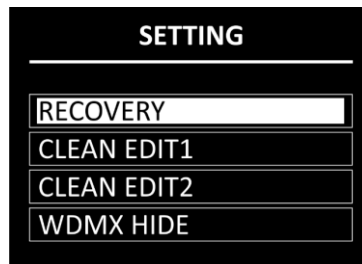 SETTING
RECOVERY
CLEAN EDIT1
CLEAN EDIT2
WDMX HIDE